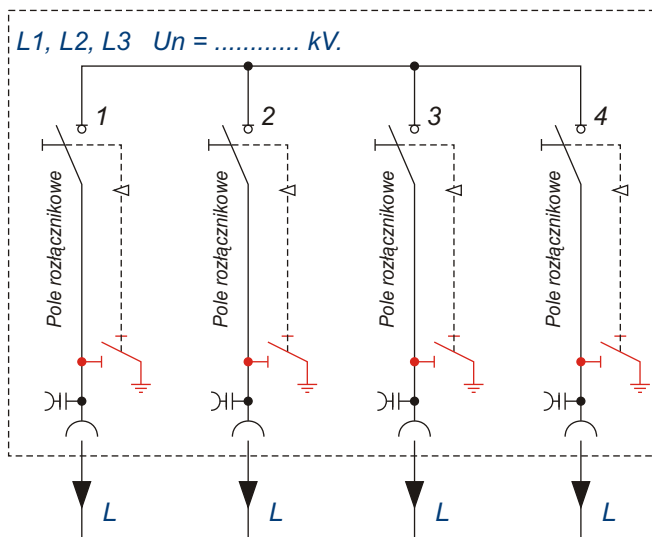 L1, L2, L3 Un = ............ kV.
1 2 3 4
Pole rozłącznikowe
Pole rozłącznikowe
Pole rozłącznikowe
Pole rozłącznikowe
L L L L